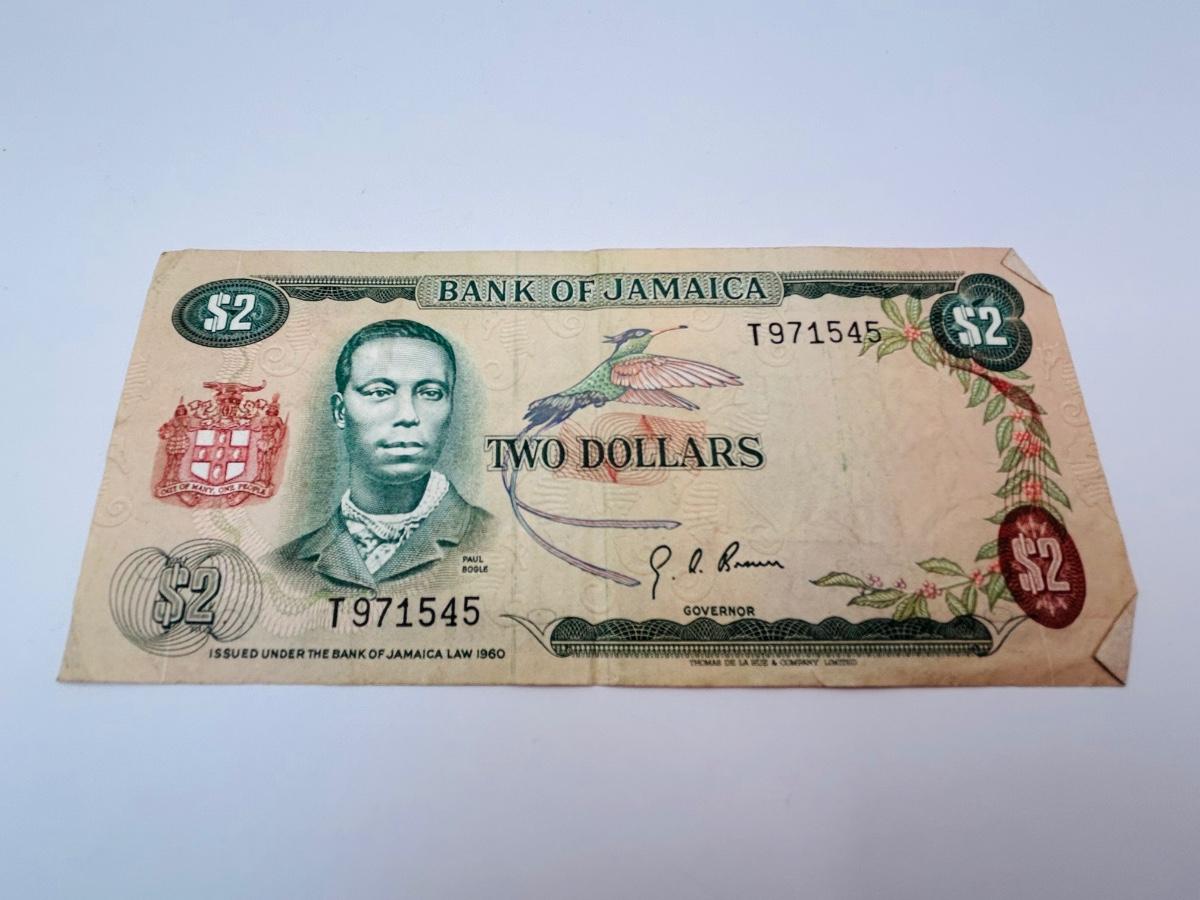 BANK OF JAMAICA
$2
$2
T971545
OUT OF MANY, ONE PEOPLE
TWO DOLLARS
PAUL
BOGLE
$2
$2
T971545
GOVERNOR
ISSUED UNDER THE BANK OF JAMAICA LAW 1960
THOMAS DE LA RUE & COMPANY LIMITED